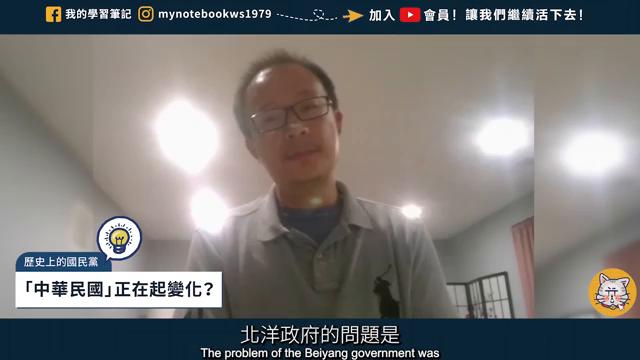 我的學習筆記 mynotebookws1979 加入 會員！讓我們繼續活下去！
歷史上的國民黨
「中華民國」正在起變化？
北洋政府的問題是
The problem of the Beiyang government was